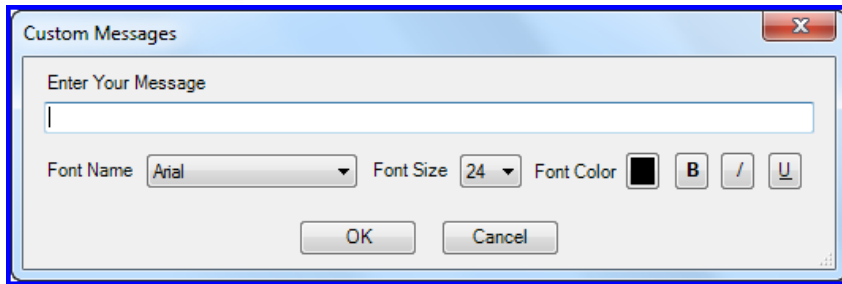 Custom Messages
Enter Your Message
Font Name Arial Font Size 24 Font Color B I U
OK Cancel